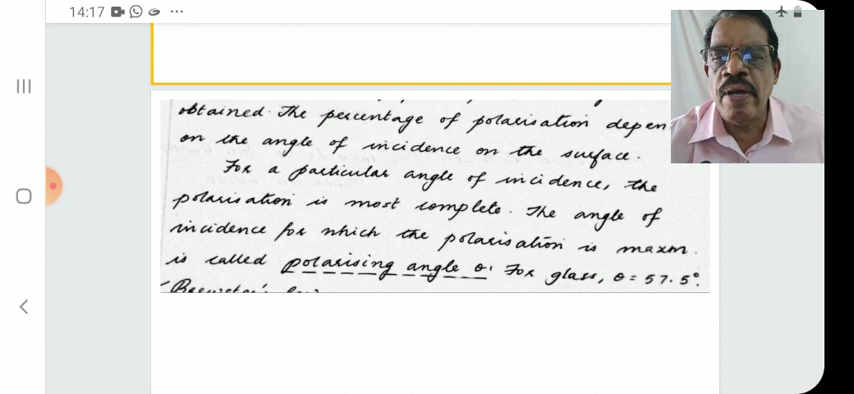 14:17
obtained. The percentage of polarisation depen
on the angle of incidence on the surface.
For a particular angle of incidence, the
polarisation is most complete. The angle of
incidence for which the polarisation is maxm.
is called polarising angle θ. For glass, θ = 57.5°.